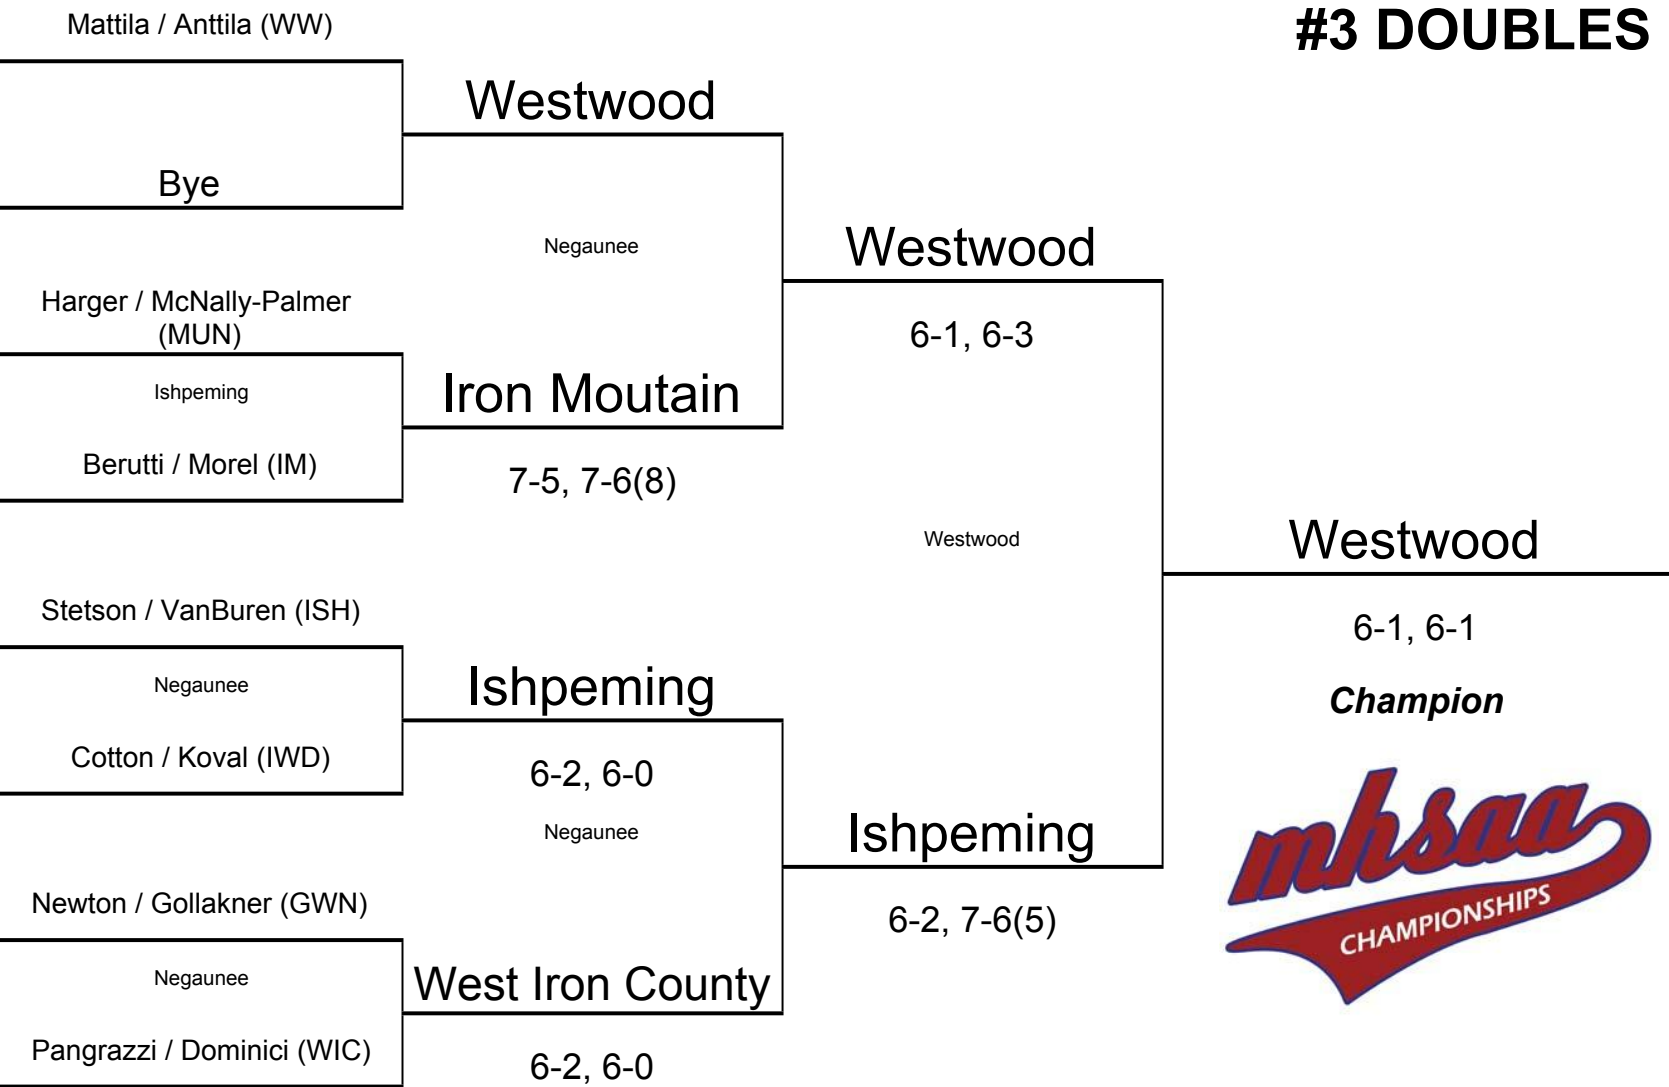 Mattila / Anttila (WW)
#3 DOUBLES
Westwood
Bye
Negaunee
Westwood
Harger / McNally-Palmer
(MUN)
6-1, 6-3
Ishpeming
Iron Moutain
Berutti / Morel (IM)
7-5, 7-6(8)
Westwood
Westwood
Stetson / VanBuren (ISH)
6-1, 6-1
Negaunee
Ishpeming
Champion
Cotton / Koval (IWD)
6-2, 6-0
Negaunee
Ishpeming
mhsaa
CHAMPIONSHIPS
Newton / Gollakner (GWN)
6-2, 7-6(5)
Negaunee
West Iron County
Pangrazzi / Dominici (WIC)
6-2, 6-0